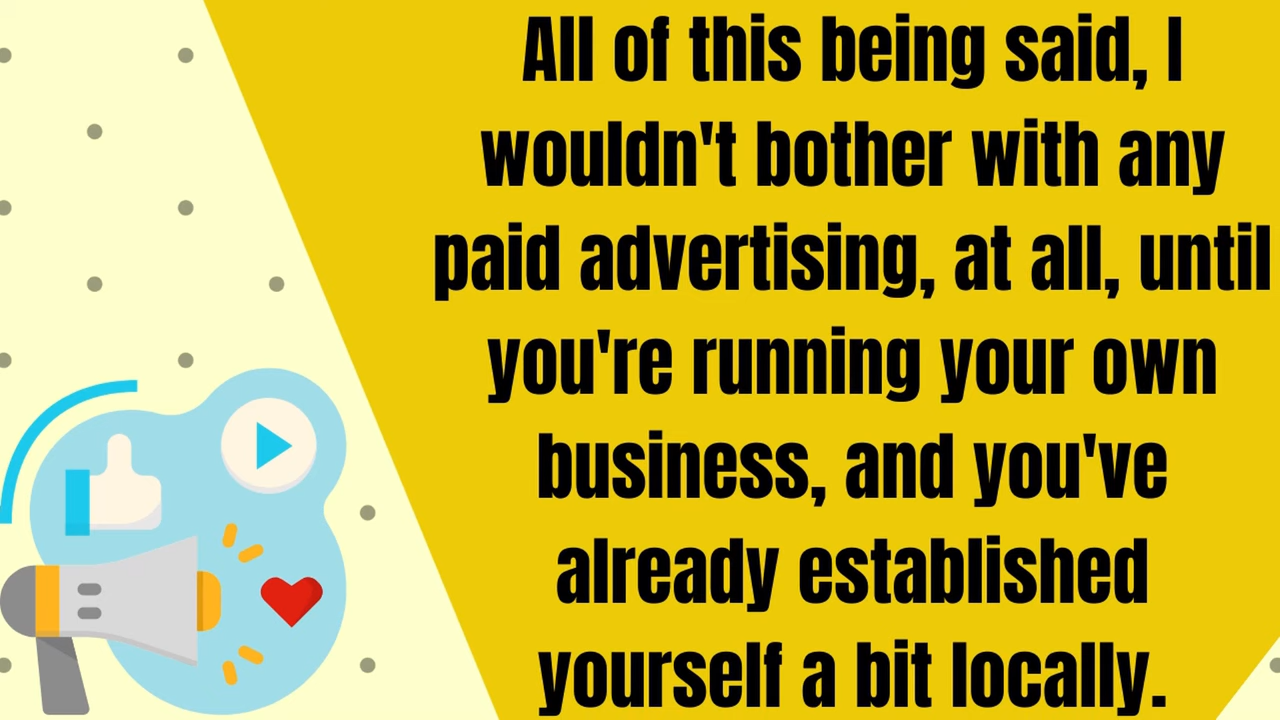 All of this being said, I
wouldn't bother with any
paid advertising, at all, until
you're running your own
business, and you've
already established
yourself a bit locally.